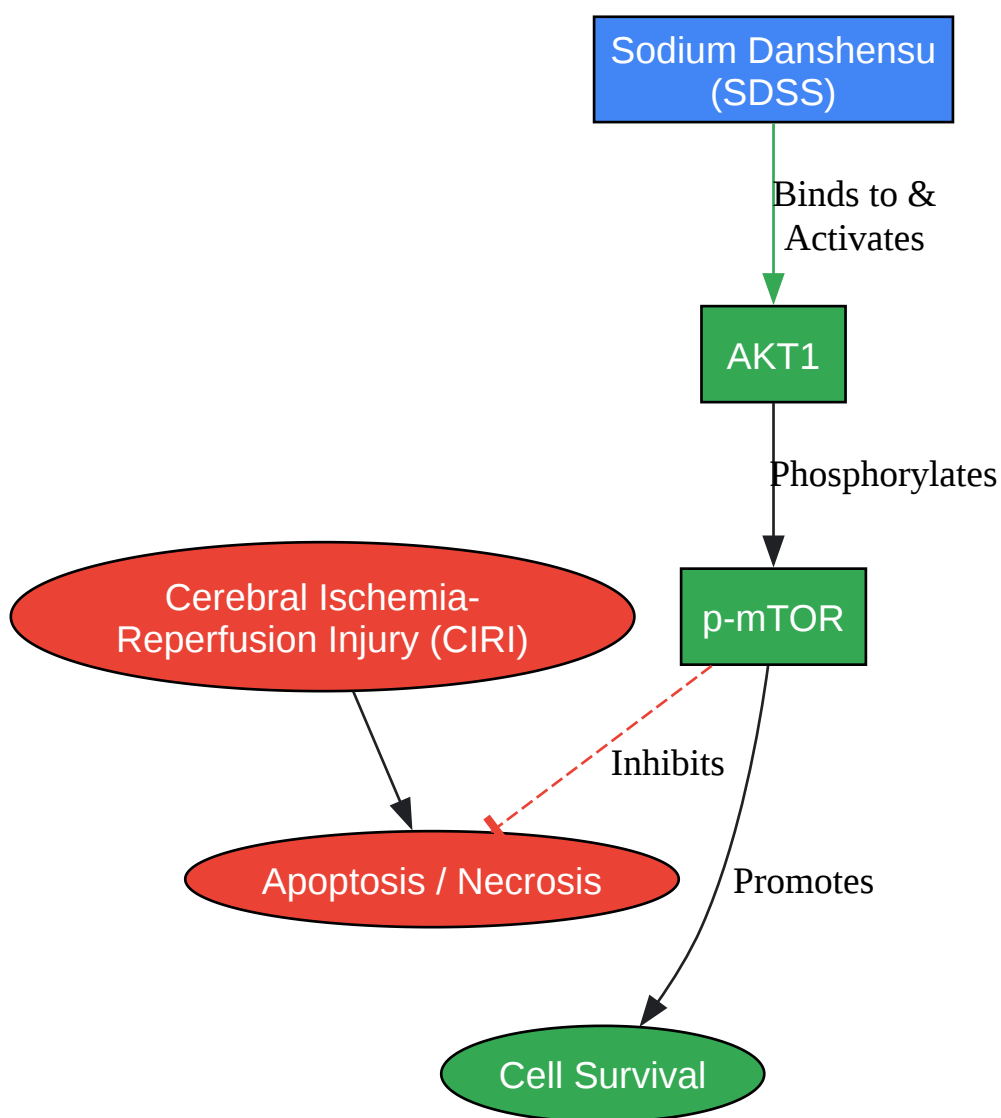 Sodium Danshensu
(SDSS)
Binds to &
Activates
AKT1
Phosphorylates
Cerebral Ischemia-
Reperfusion Injury (CIRI)
p-mTOR
Inhibits
Apoptosis / Necrosis
Promotes
Cell Survival